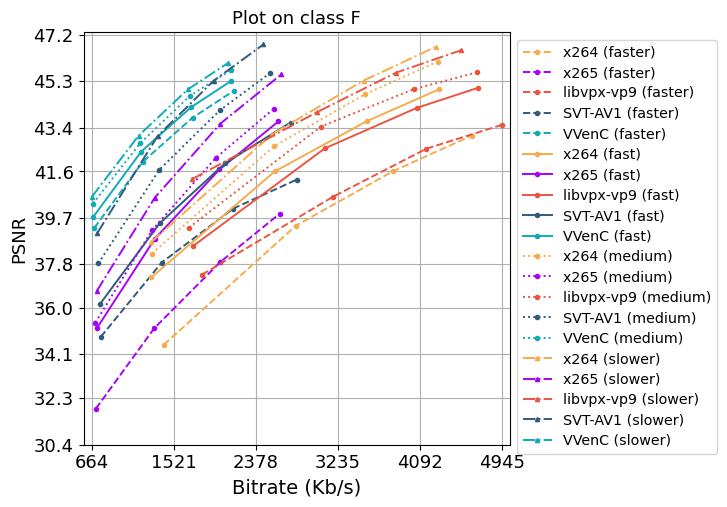 Plot on class F
47.2
45.3
43.4
41.6
39.7
37.8
36.0
34.1
32.3
30.4
PSNR
664 1521 2378 3235 4092 4945
Bitrate (Kb/s)
x264 (faster)
x265 (faster)
libvpx-vp9 (faster)
SVT-AV1 (faster)
VVenC (faster)
x264 (fast)
x265 (fast)
libvpx-vp9 (fast)
SVT-AV1 (fast)
VVenC (fast)
x264 (medium)
x265 (medium)
libvpx-vp9 (medium)
SVT-AV1 (medium)
VVenC (medium)
x264 (slower)
x265 (slower)
libvpx-vp9 (slower)
SVT-AV1 (slower)
VVenC (slower)